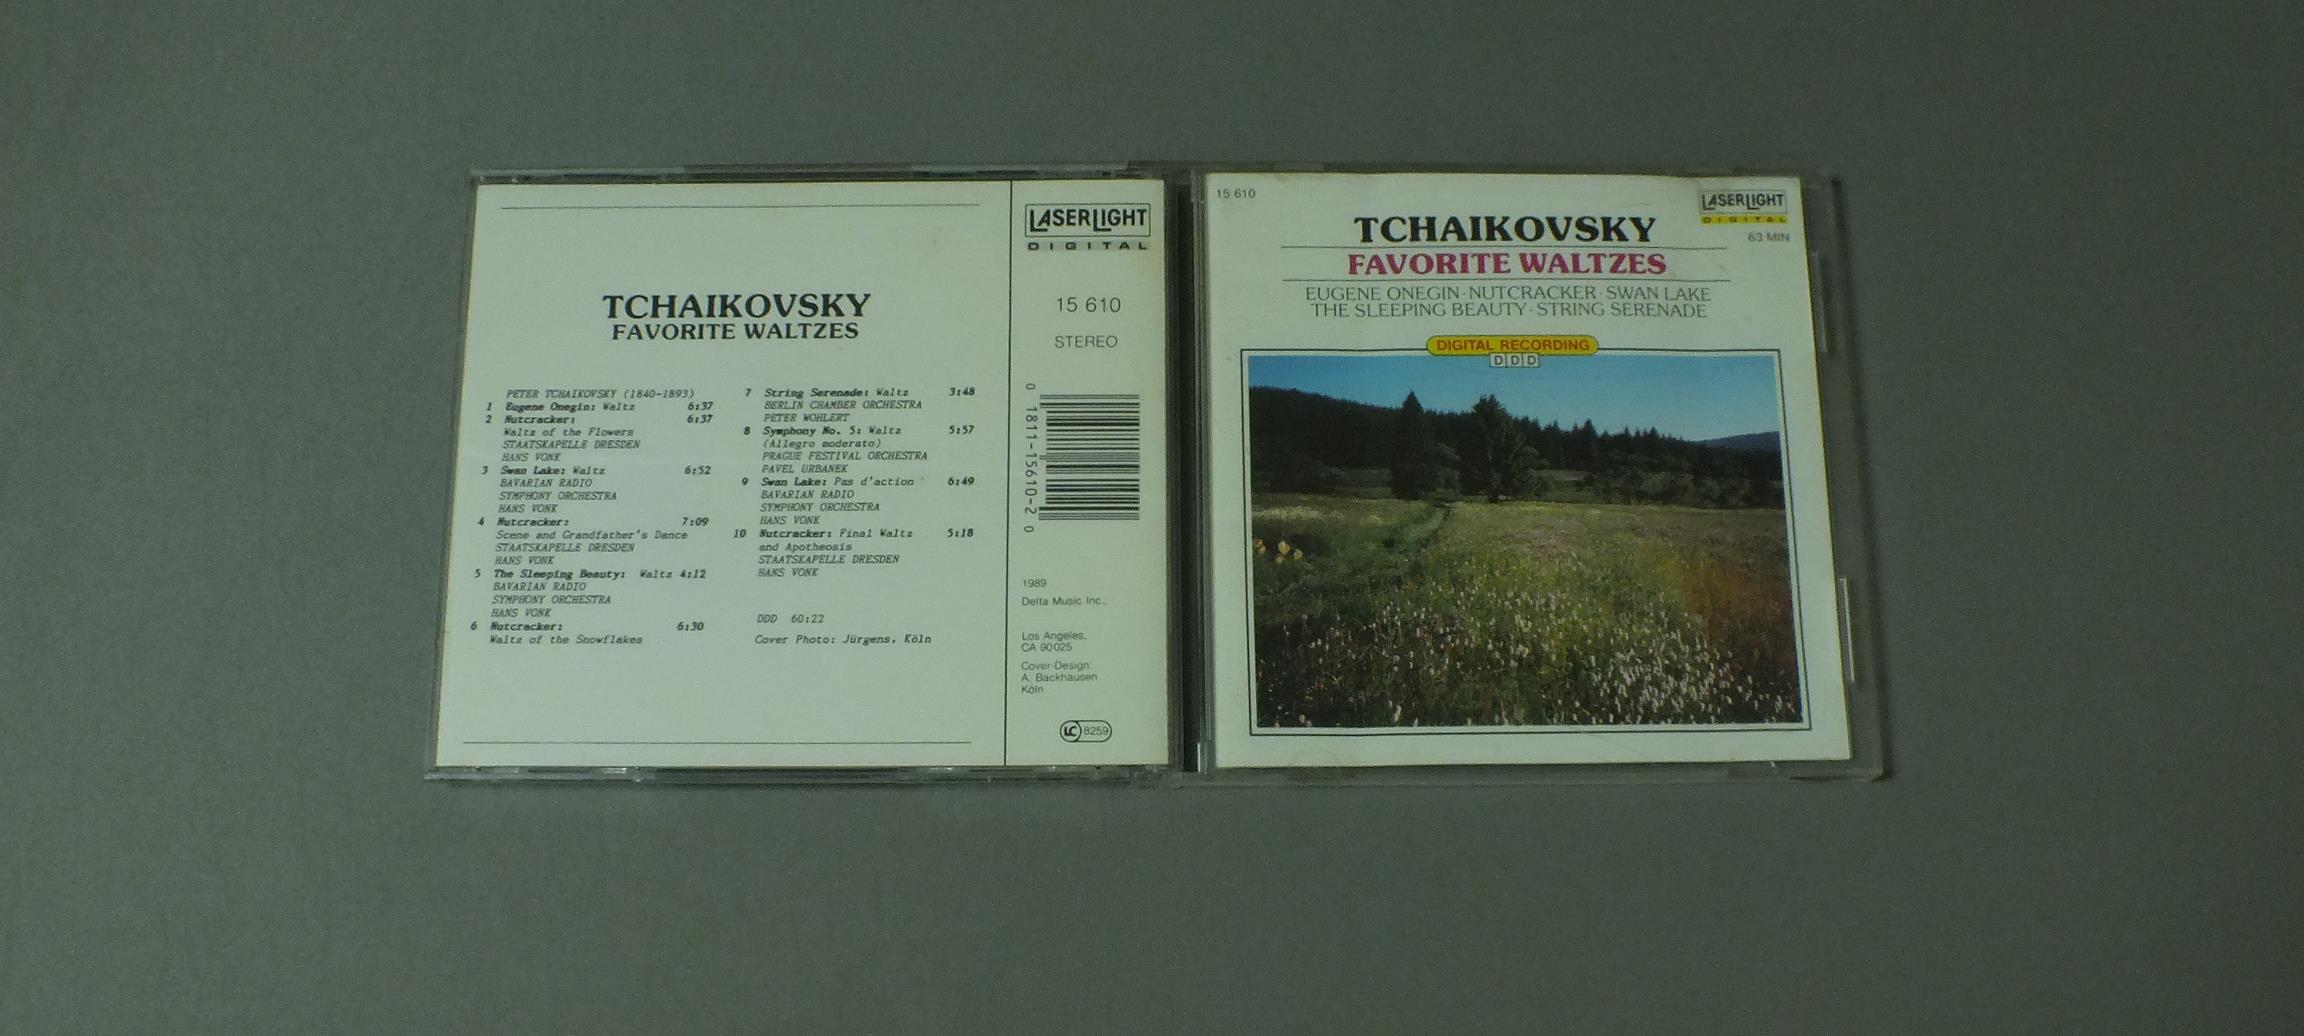 TCHAIKOVSKY
FAVORITE WALTZES
PETER TCHAIKOVSKY (1840-1893)
1 Eugene Onegin: Waltz 6:37
2 Nutcracker: 6:37
Waltz of the Flowers
STAATSKAPELLE DRESDEN
HANS VONK
3 Swan Lake: Waltz 6:52
BAVARIAN RADIO
SYMPHONY ORCHESTRA
HANS VONK
4 Nutcracker: 7:09
Scene and Grandfather's Dance
STAATSKAPELLE DRESDEN
HANS VONK
5 The Sleeping Beauty: Waltz 4:12
BAVARIAN RADIO
SYMPHONY ORCHESTRA
HANS VONK
6 Nutcracker: 6:30
Waltz of the Snowflakes
7 String Serenade: Waltz 3:48
BERLIN CHAMBER ORCHESTRA
PETER WOHLERT
8 Symphony No. 5: Waltz 5:57
(Allegro moderato)
PRAGUE FESTIVAL ORCHESTRA
PAVEL URBANEK
9 Swan Lake: Pas d'action 6:49
BAVARIAN RADIO
SYMPHONY ORCHESTRA
HANS VONK
10 Nutcracker: Final Waltz 5:18
and Apotheosis
STAATSKAPELLE DRESDEN
HANS VONK
DDD 60:22
Cover Photo: Jürgens, Köln
LASERLIGHT
DIGITAL
15 610
STEREO
0 1811-15610-2 0
1989
Delta Music Inc.,
Los Angeles,
CA 90025
Cover-Design:
A. Backhausen
Köln
LC 8259
15 610
LASERLIGHT
DIGITAL
63 MIN
TCHAIKOVSKY
FAVORITE WALTZES
EUGENE ONEGIN · NUTCRACKER · SWAN LAKE
THE SLEEPING BEAUTY · STRING SERENADE
DIGITAL RECORDING
DDD